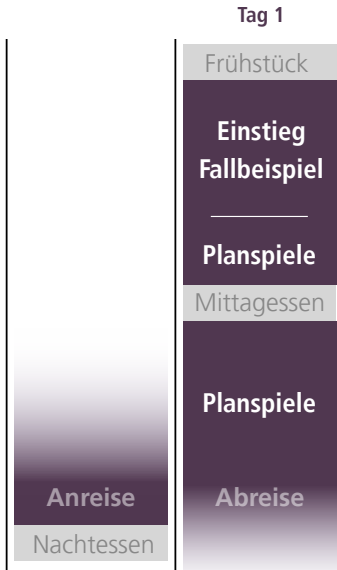 Tag 1
Anreise
Nachtessen
Frühstück
Einstieg
Fallbeispiel
Planspiele
Mittagessen
Planspiele
Abreise